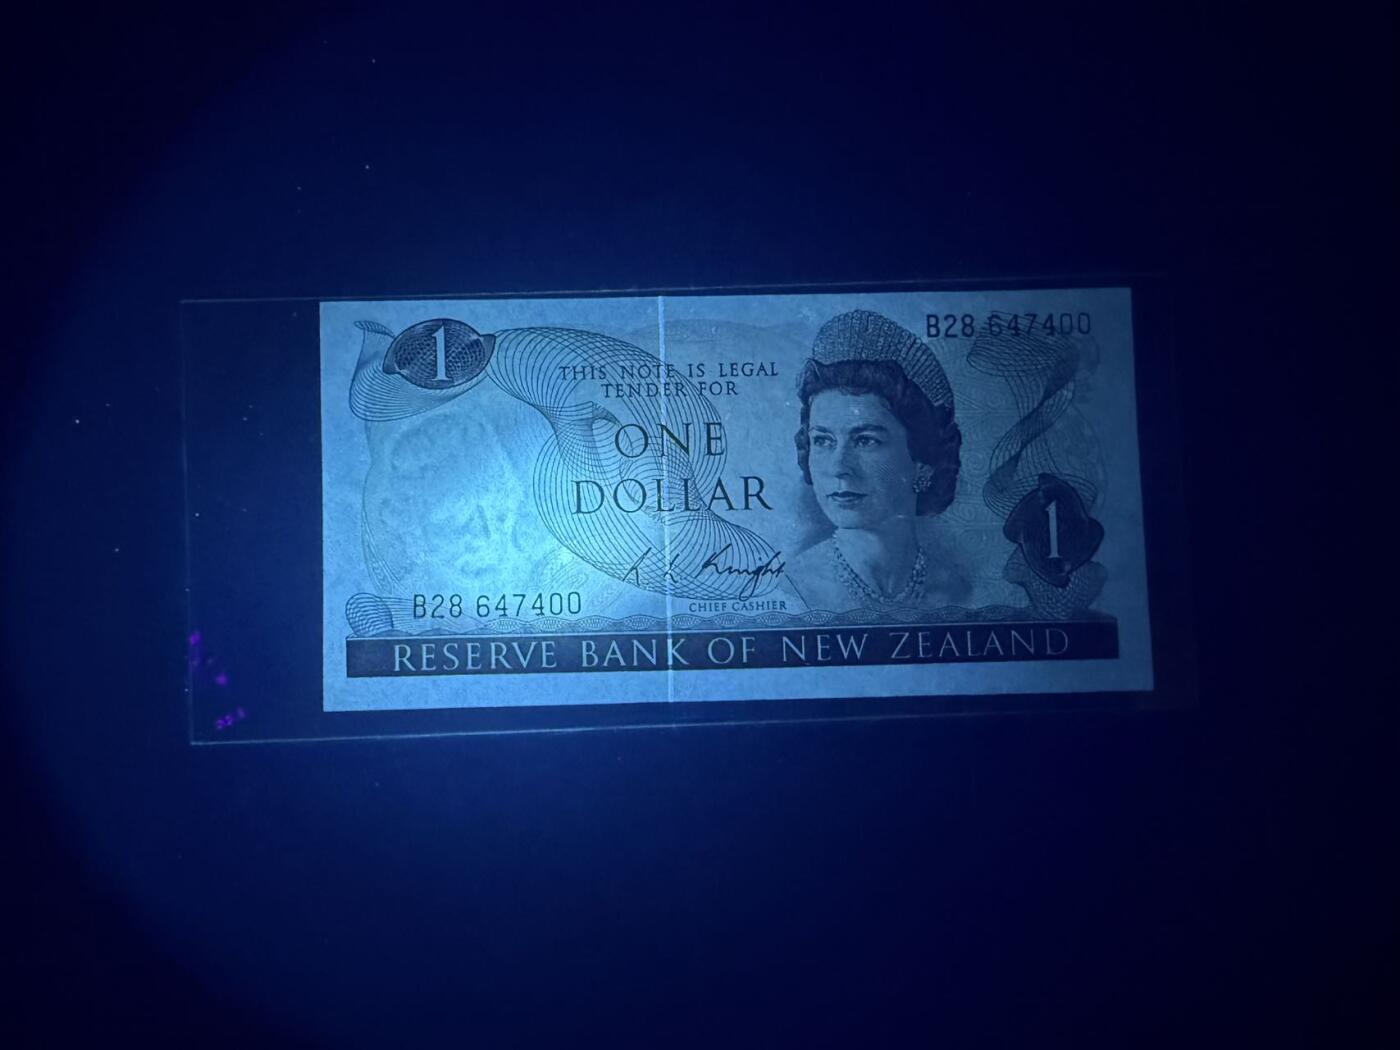 1
B28 647400
THIS NOTE IS LEGAL
TENDER FOR
ONE
DOLLAR
Knight
CHIEF CASHIER
1
B28 647400
RESERVE BANK OF NEW ZEALAND